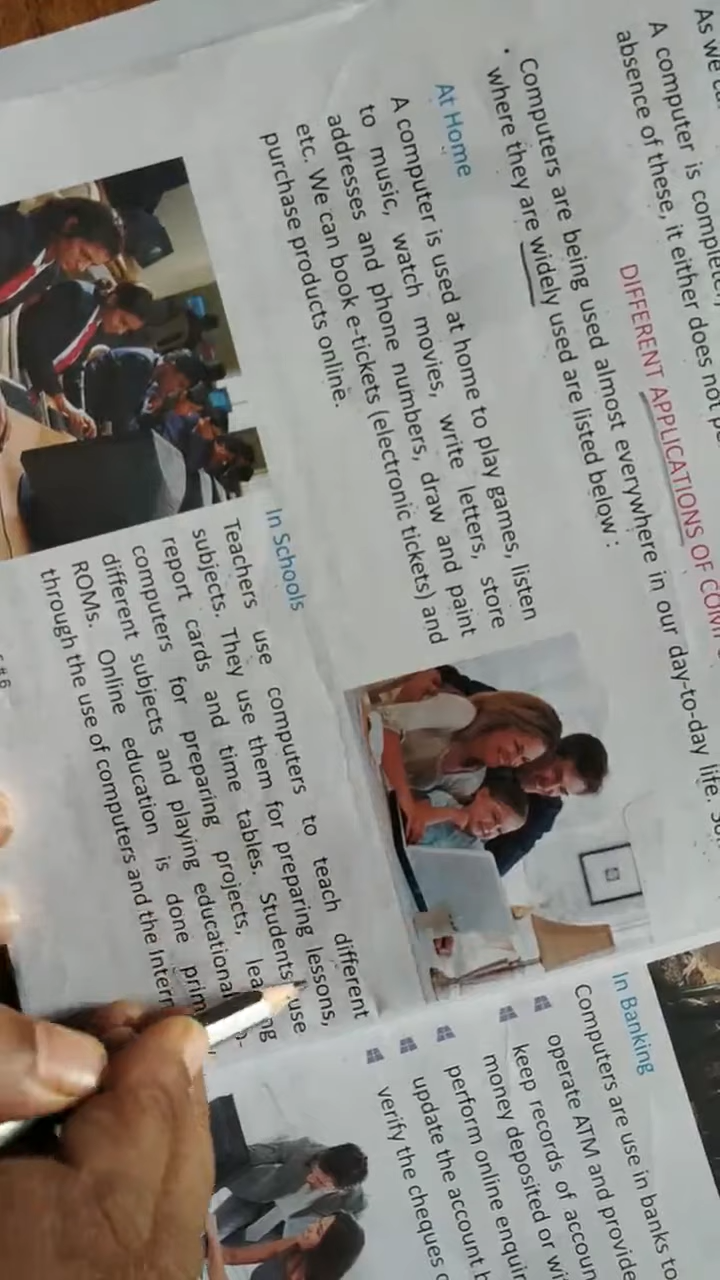 As we
A computer is complete,
absence of these, it either does not
DIFFERENT APPLICATIONS OF
Computers are being used almost everywhere in our day-to-day life.
where they are widely used are listed below :
At Home
A computer is used at home to play games, listen
to music, watch movies, write letters, store
addresses and phone numbers, draw and paint
etc. We can book e-tickets (electronic tickets) and
purchase products online.
In Schools
Teachers use computers to teach different
subjects. They use them for preparing lessons,
report cards and time tables. Students use
computers for preparing projects,
different subjects and playing educational
ROMs. Online education is done
through the use of computers and the
In Banking
Computers are use in banks to
operate ATM and provide
keep records of
money deposited or
perform online
update the account
verify the cheques